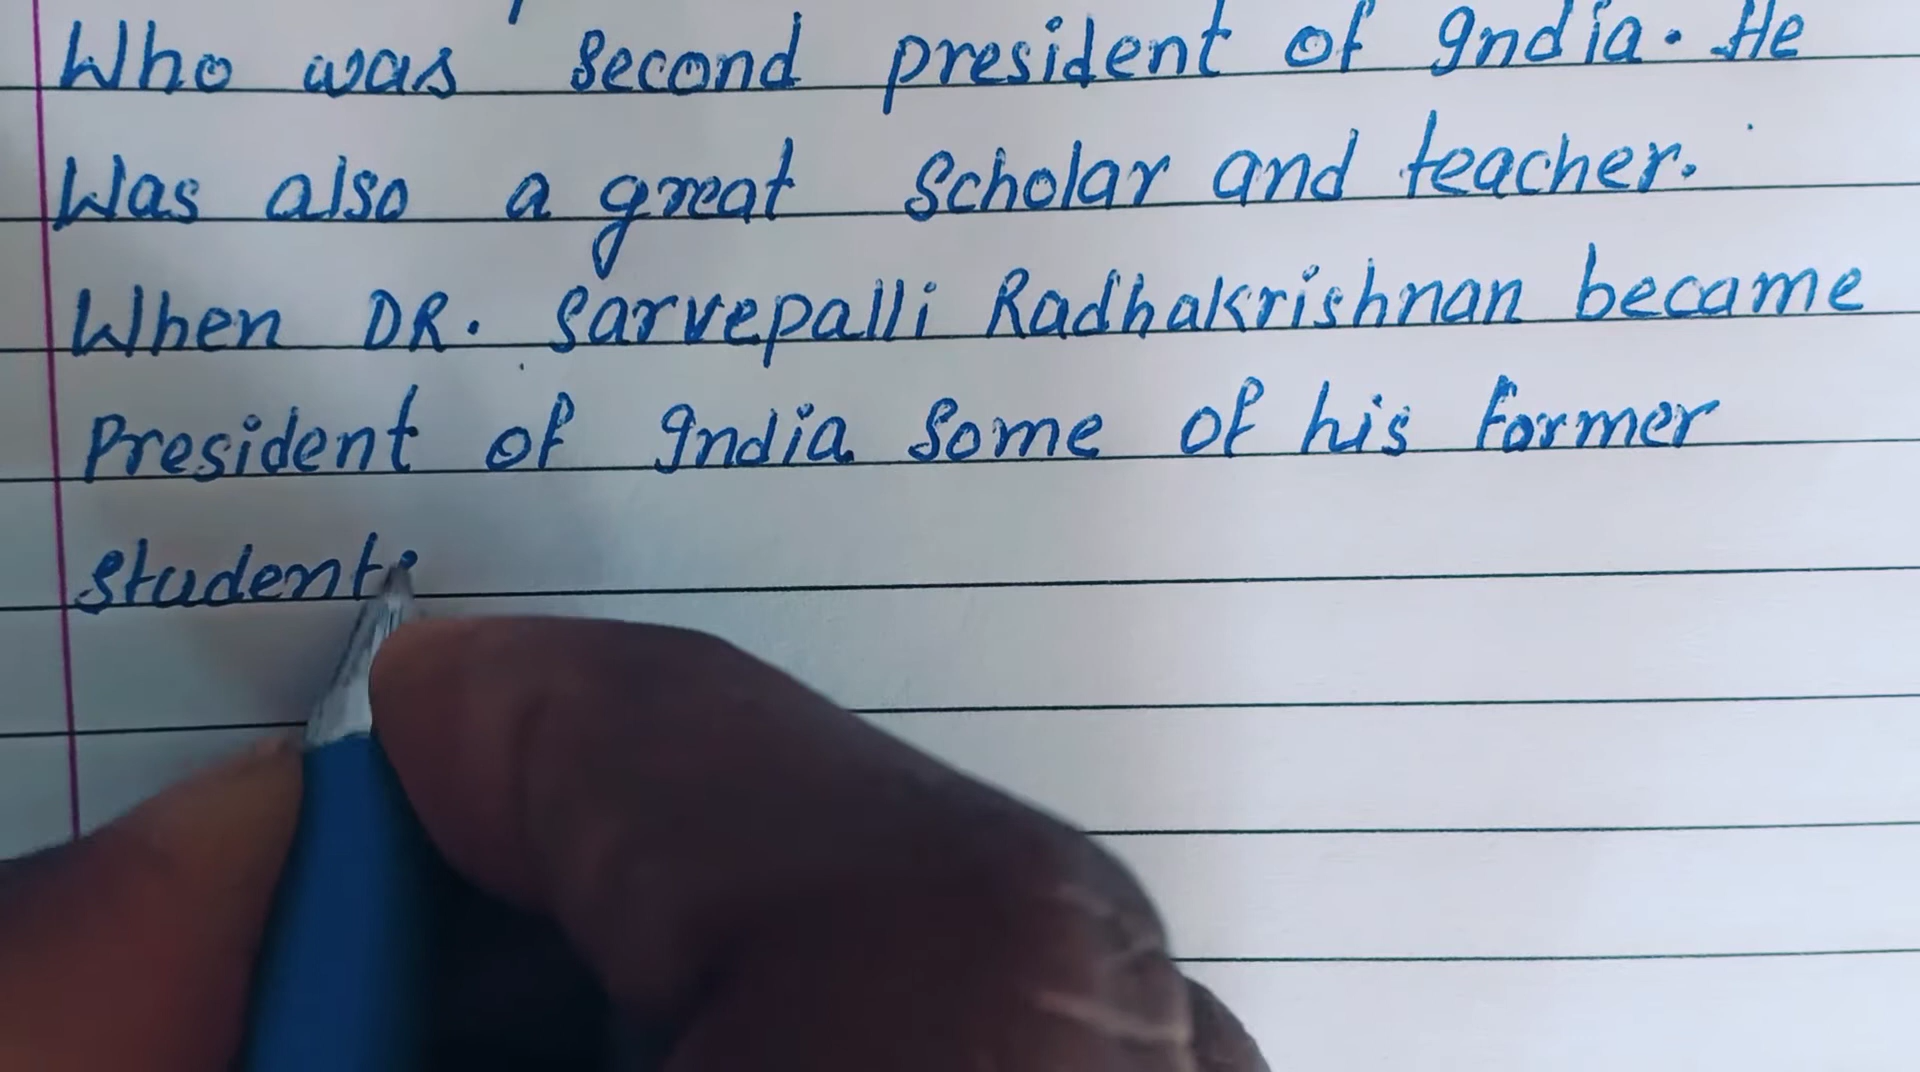 Who was second president of India. He
Was also a great Scholar and teacher.
When DR. Sarvepalli Radhakrishnan became
President of India Some of his former
students